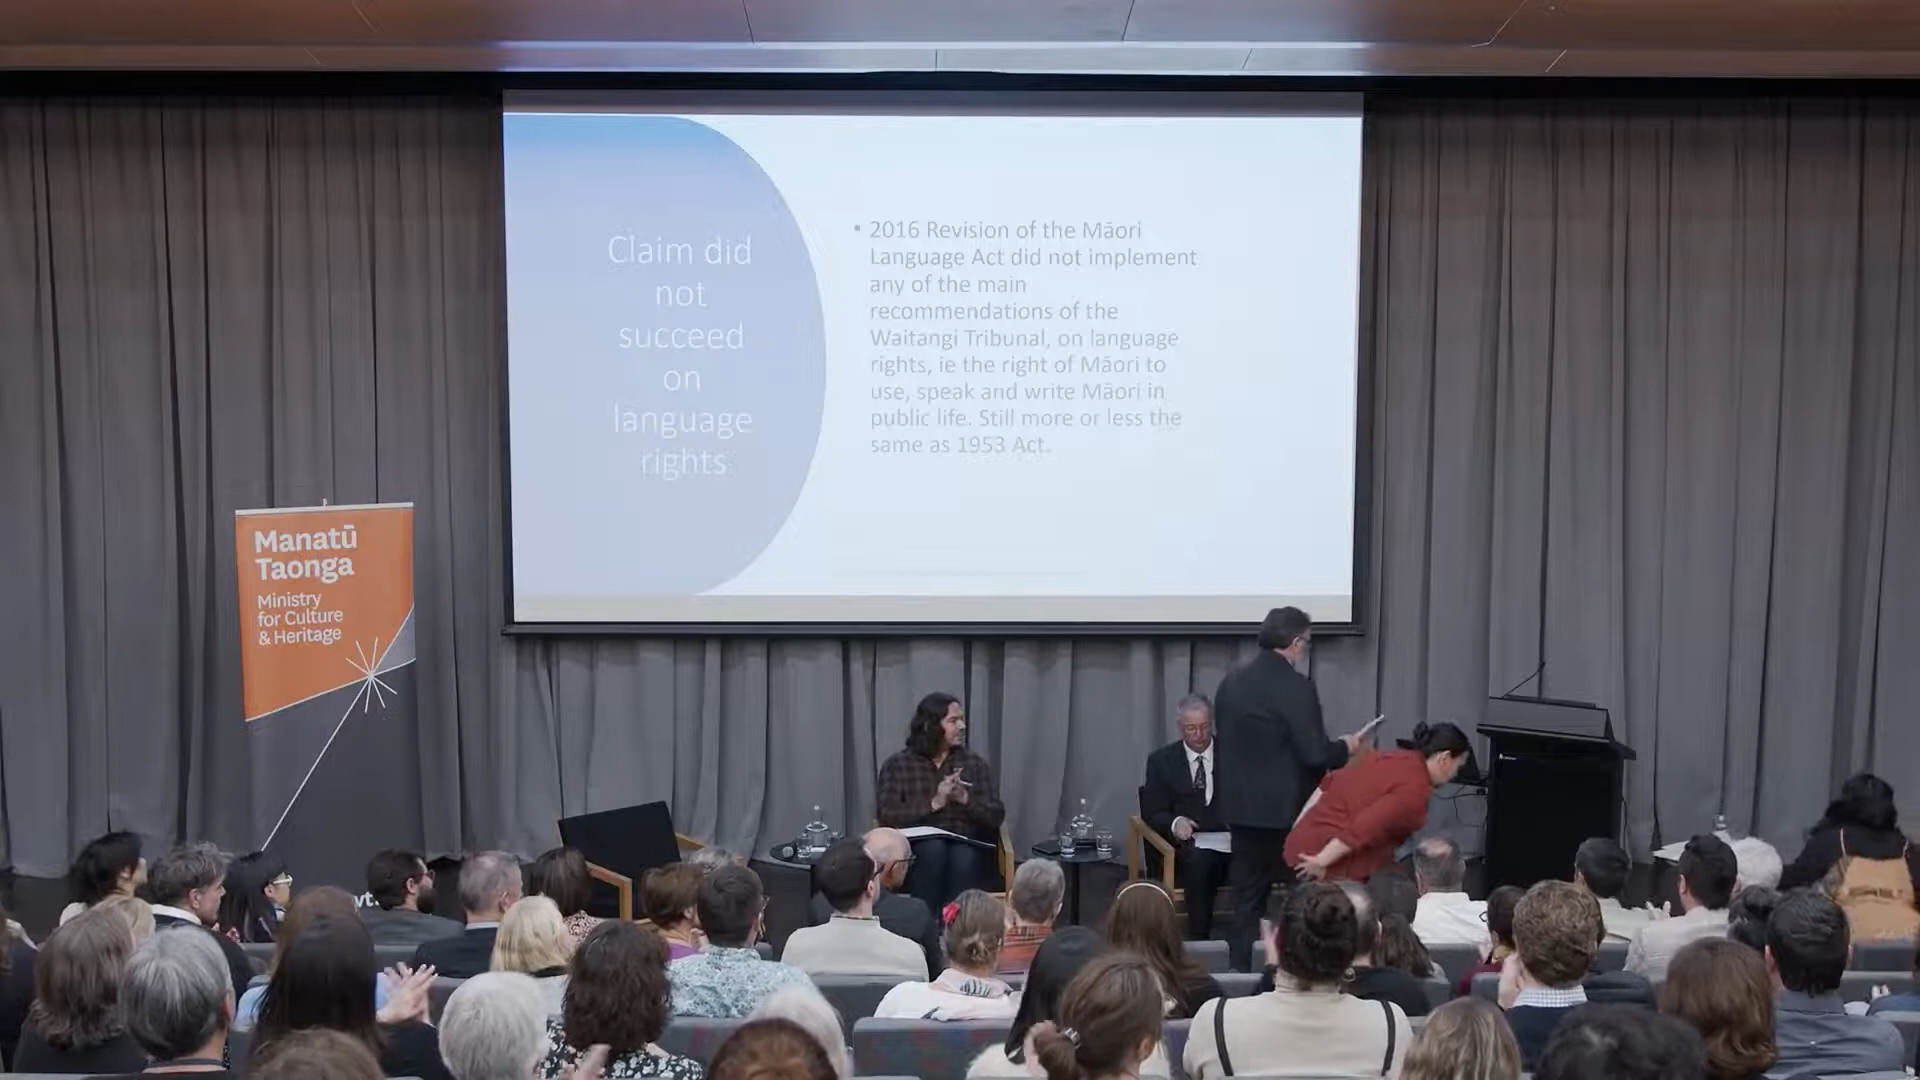 Claim did
not
succeed
on
language
rights
• 2016 Revision of the Māori
Language Act did not implement
any of the main
recommendations of the
Waitangi Tribunal, on language
rights, ie the right of Māori to
use, speak and write Māori in
public life. Still more or less the
same as 1953 Act.
Manatū
Taonga
Ministry
for Culture
& Heritage